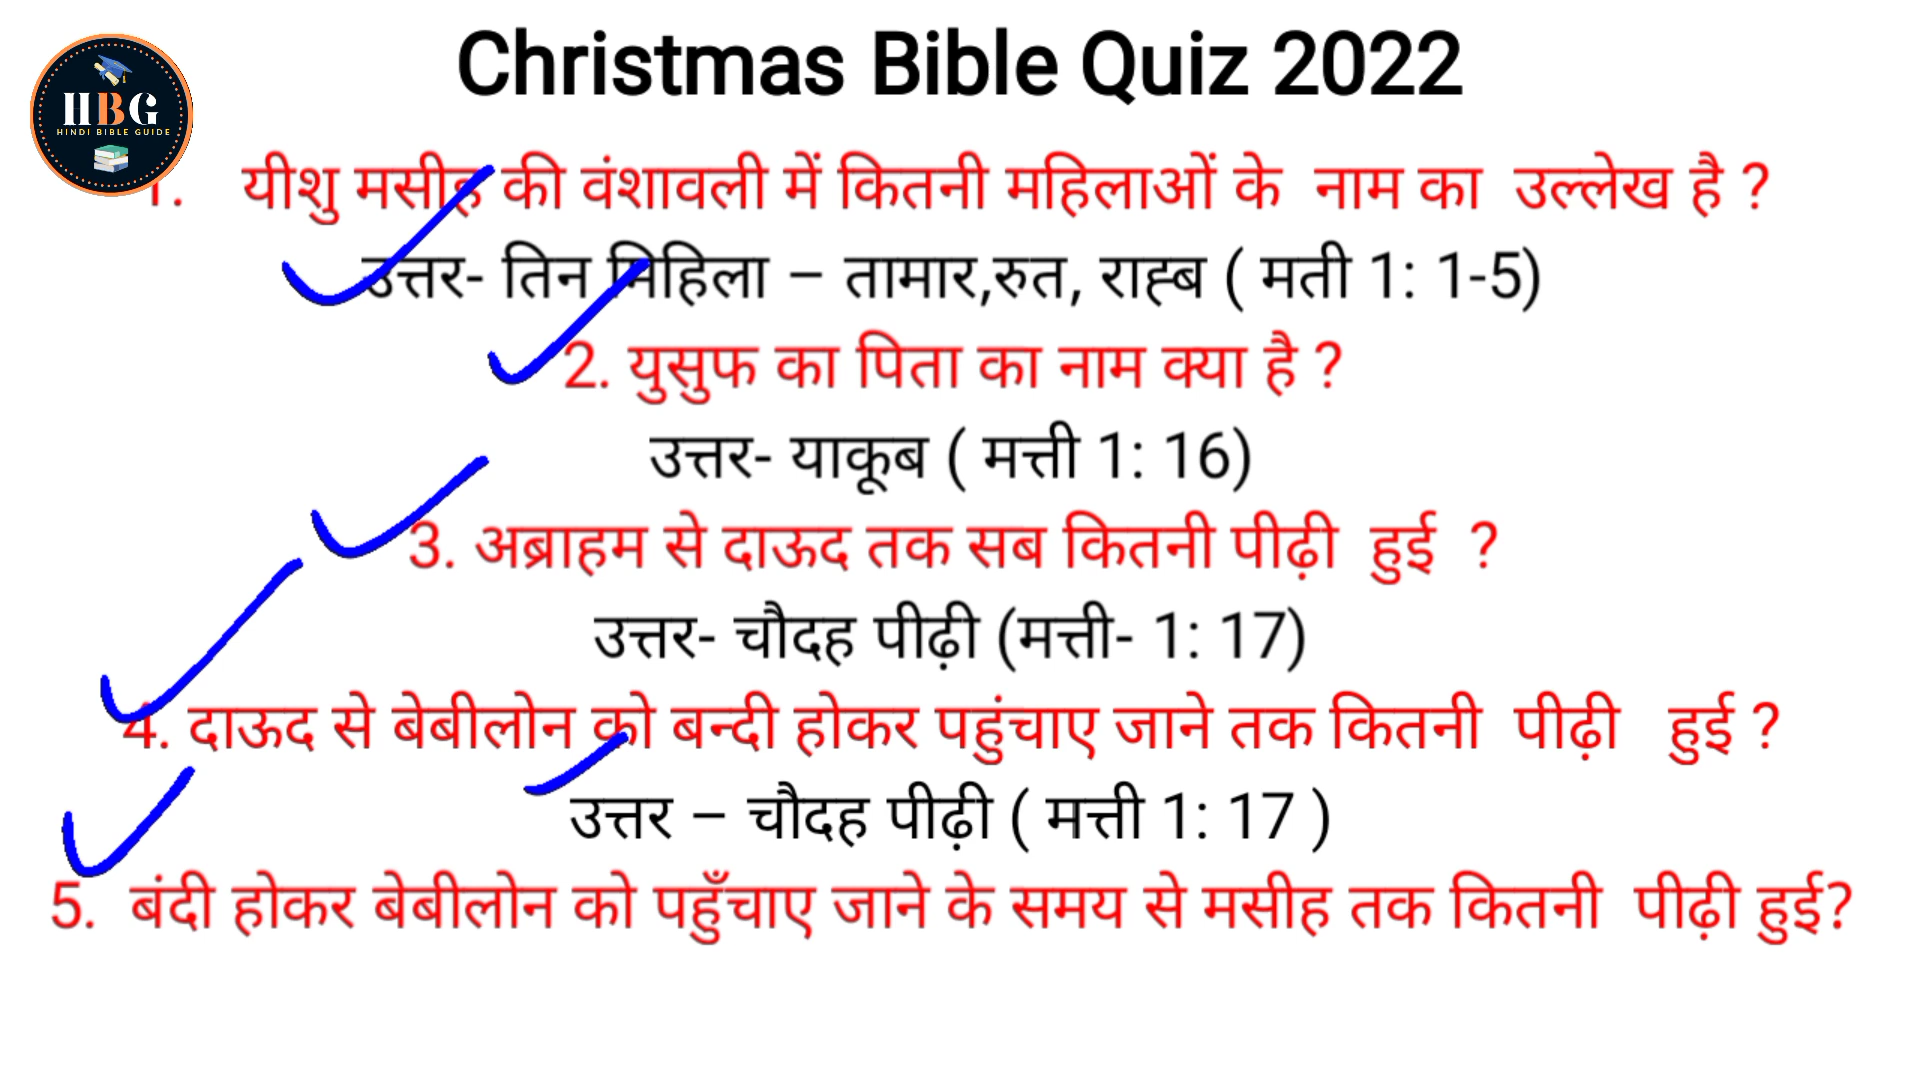 Christmas Bible Quiz 2022
HBG
HINDI BIBLE GUIDE
1. यीशु मसीह की वंशावली में कितनी महिलाओं के नाम का उल्लेख है ?
उत्तर- तिन मिहिला – तामार,रुत, राह्ब ( मती 1: 1-5)
2. युसुफ का पिता का नाम क्या है ?
उत्तर- याकूब ( मत्ती 1: 16)
3. अब्राहम से दाऊद तक सब कितनी पीढ़ी हुई ?
उत्तर- चौदह पीढ़ी (मत्ती- 1: 17)
4. दाऊद से बेबीलोन को बन्दी होकर पहुंचाए जाने तक कितनी पीढ़ी हुई ?
उत्तर – चौदह पीढ़ी ( मत्ती 1: 17 )
5. बंदी होकर बेबीलोन को पहुँचाए जाने के समय से मसीह तक कितनी पीढ़ी हुई?